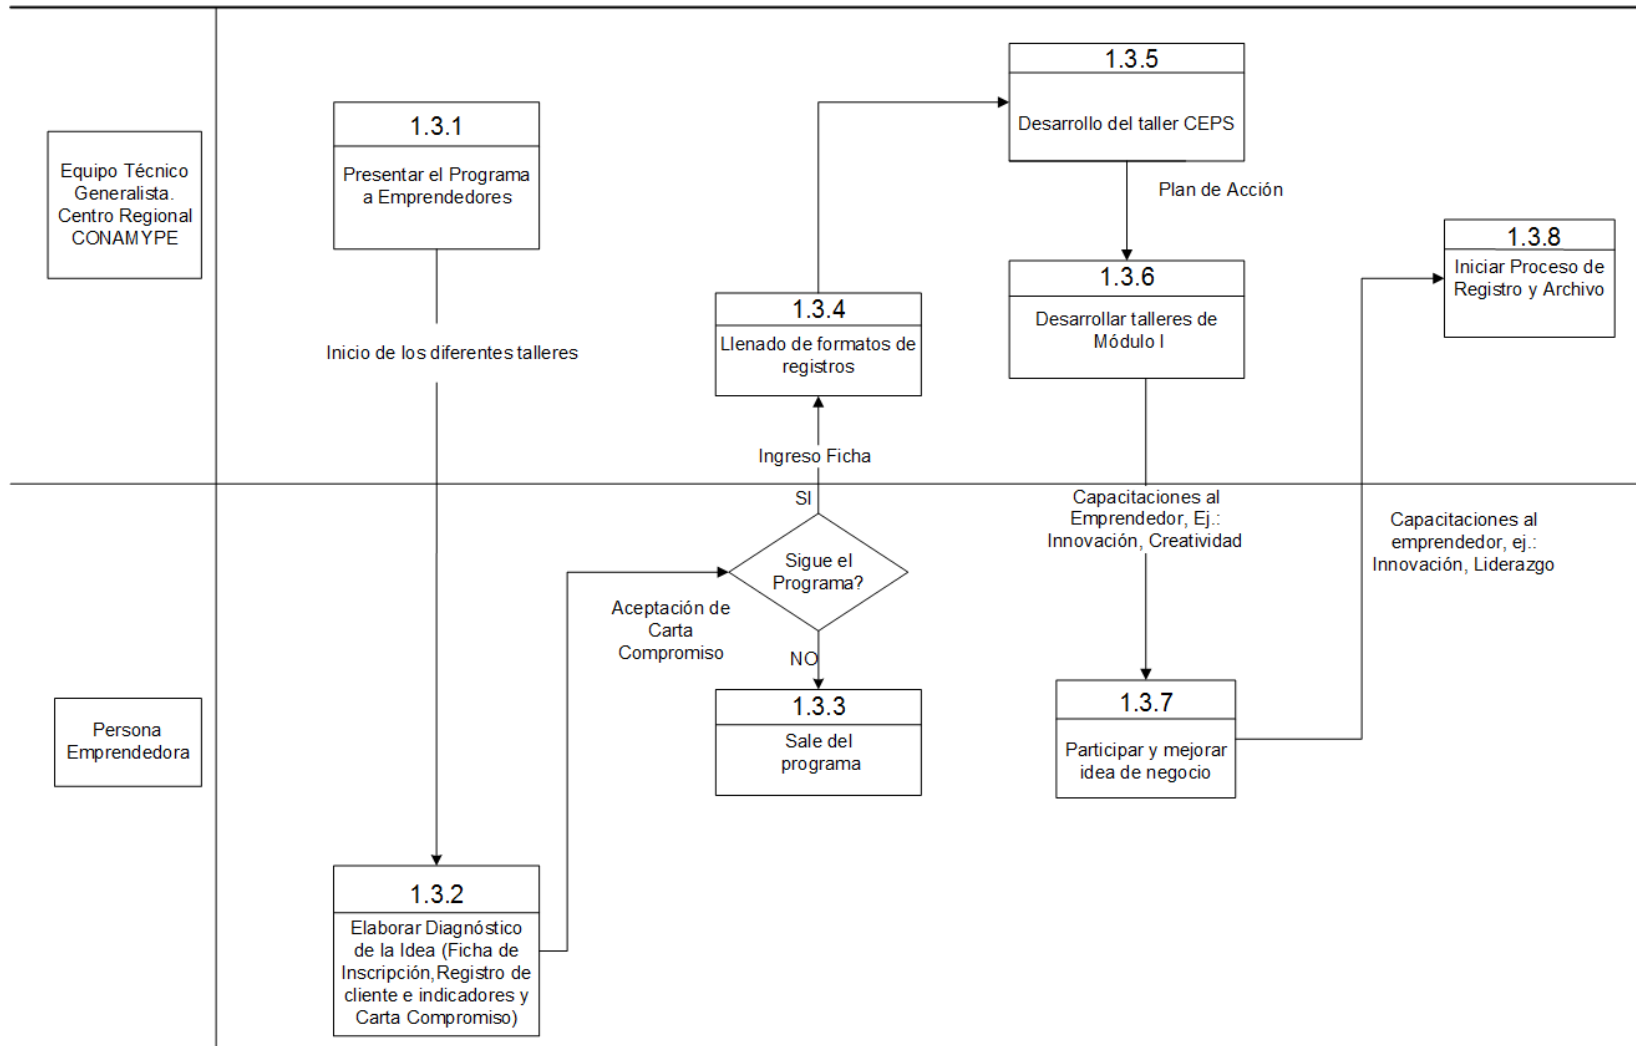 Equipo Técnico
Generalista.
Centro Regional
CONAMYPE
1.3.1
Presentar el Programa
a Emprendedores
Inicio de los diferentes talleres
1.3.4
Llenado de formatos de
registros
Ingreso Ficha
1.3.5
Desarrollo del taller CEPS
Plan de Acción
1.3.6
Desarrollar talleres de
Módulo I
1.3.8
Iniciar Proceso de
Registro y Archivo
Persona
Emprendedora
1.3.2
Elaborar Diagnóstico
de la Idea (Ficha de
Inscripción,Registro de
cliente e indicadores y
Carta Compromiso)
Aceptación de
Carta
Compromiso
SI
Sigue el
Programa?
NO
1.3.3
Sale del
programa
Capacitaciones al
Emprendedor, Ej.:
Innovación, Creatividad
1.3.7
Participar y mejorar
idea de negocio
Capacitaciones al
emprendedor, ej.:
Innovación, Liderazgo